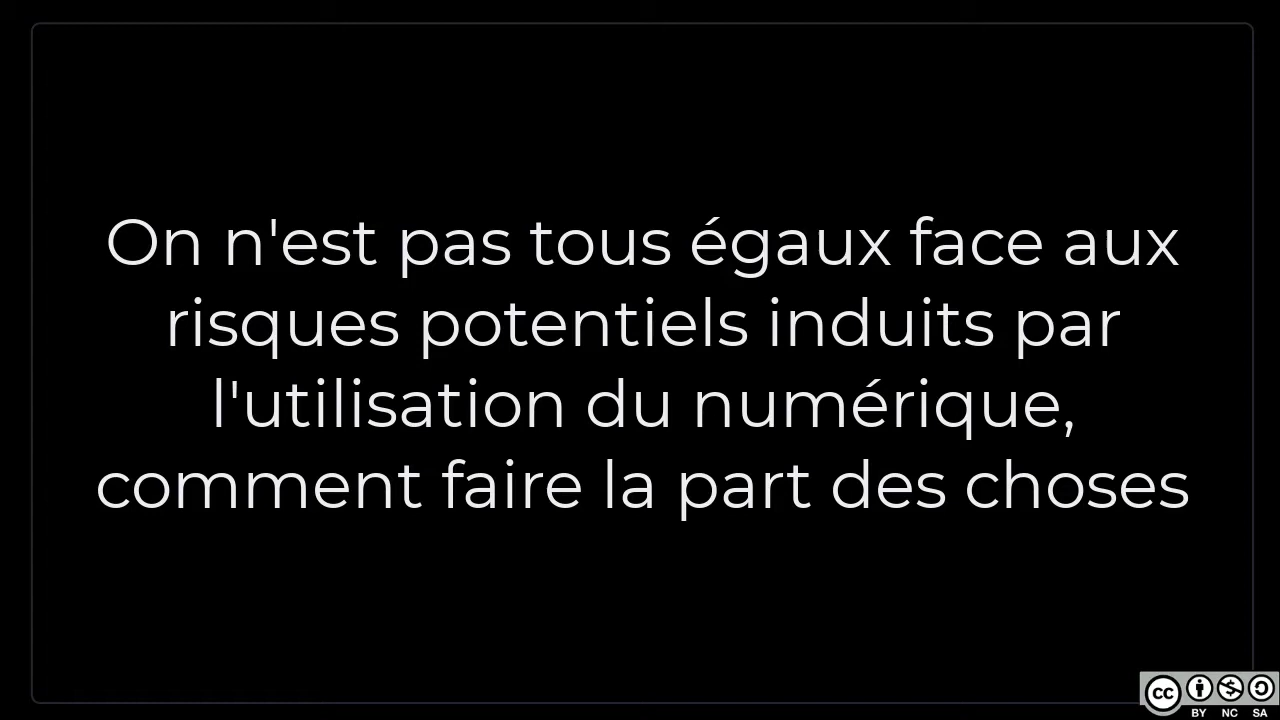 On n'est pas tous égaux face aux
risques potentiels induits par
l'utilisation du numérique,
comment faire la part des choses
cc
BY NC SA